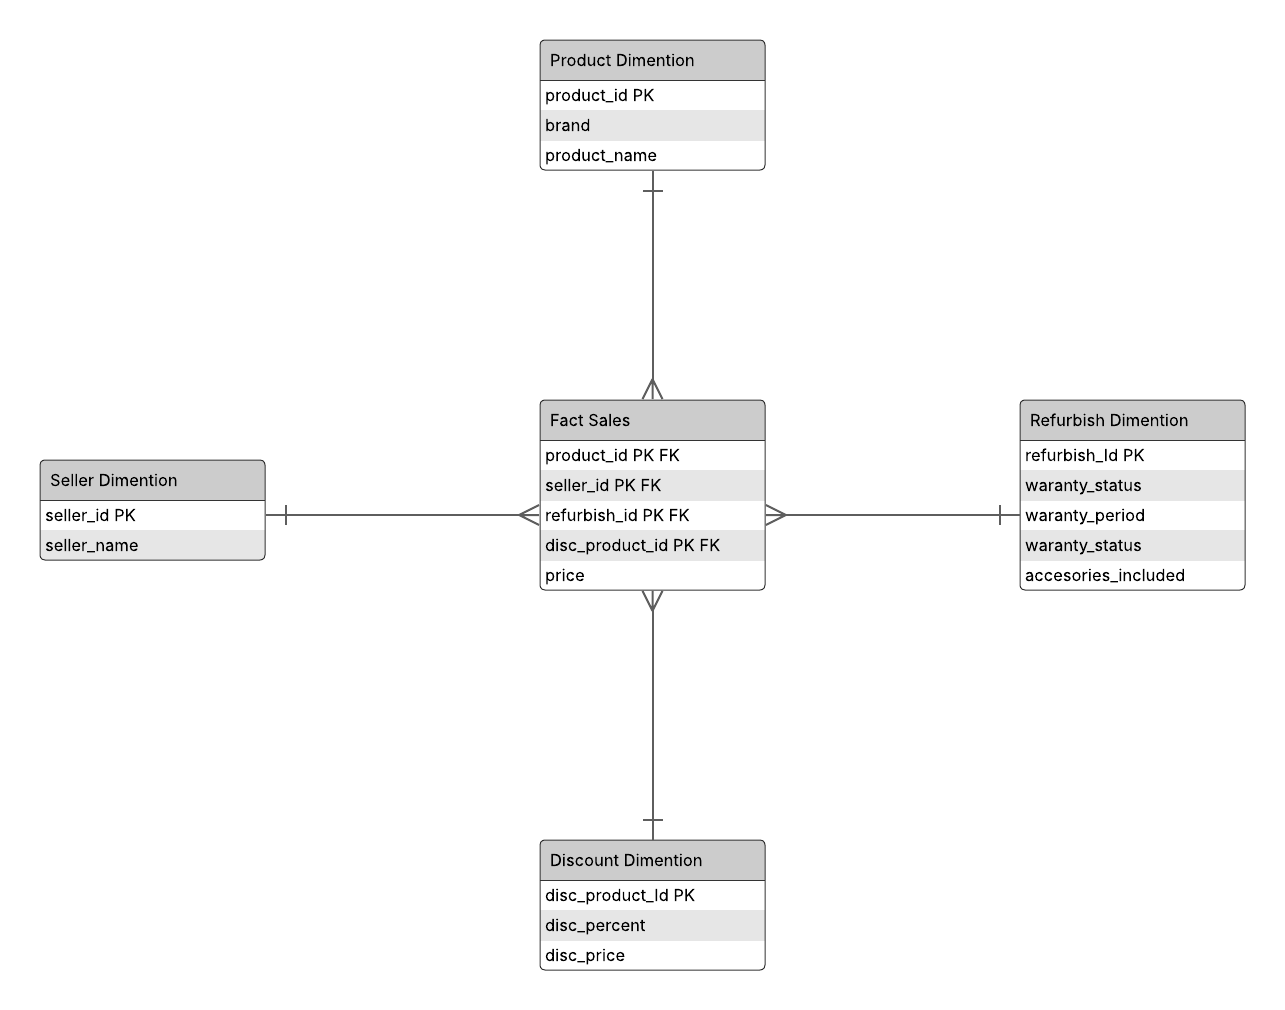 Product Dimention
product_id PK
brand
product_name
Fact Sales
product_id PK FK
seller_id PK FK
refurbish_id PK FK
disc_product_id PK FK
price
Seller Dimention
seller_id PK
seller_name
Refurbish Dimention
refurbish_Id PK
waranty_status
waranty_period
waranty_status
accesories_included
Discount Dimention
disc_product_Id PK
disc_percent
disc_price